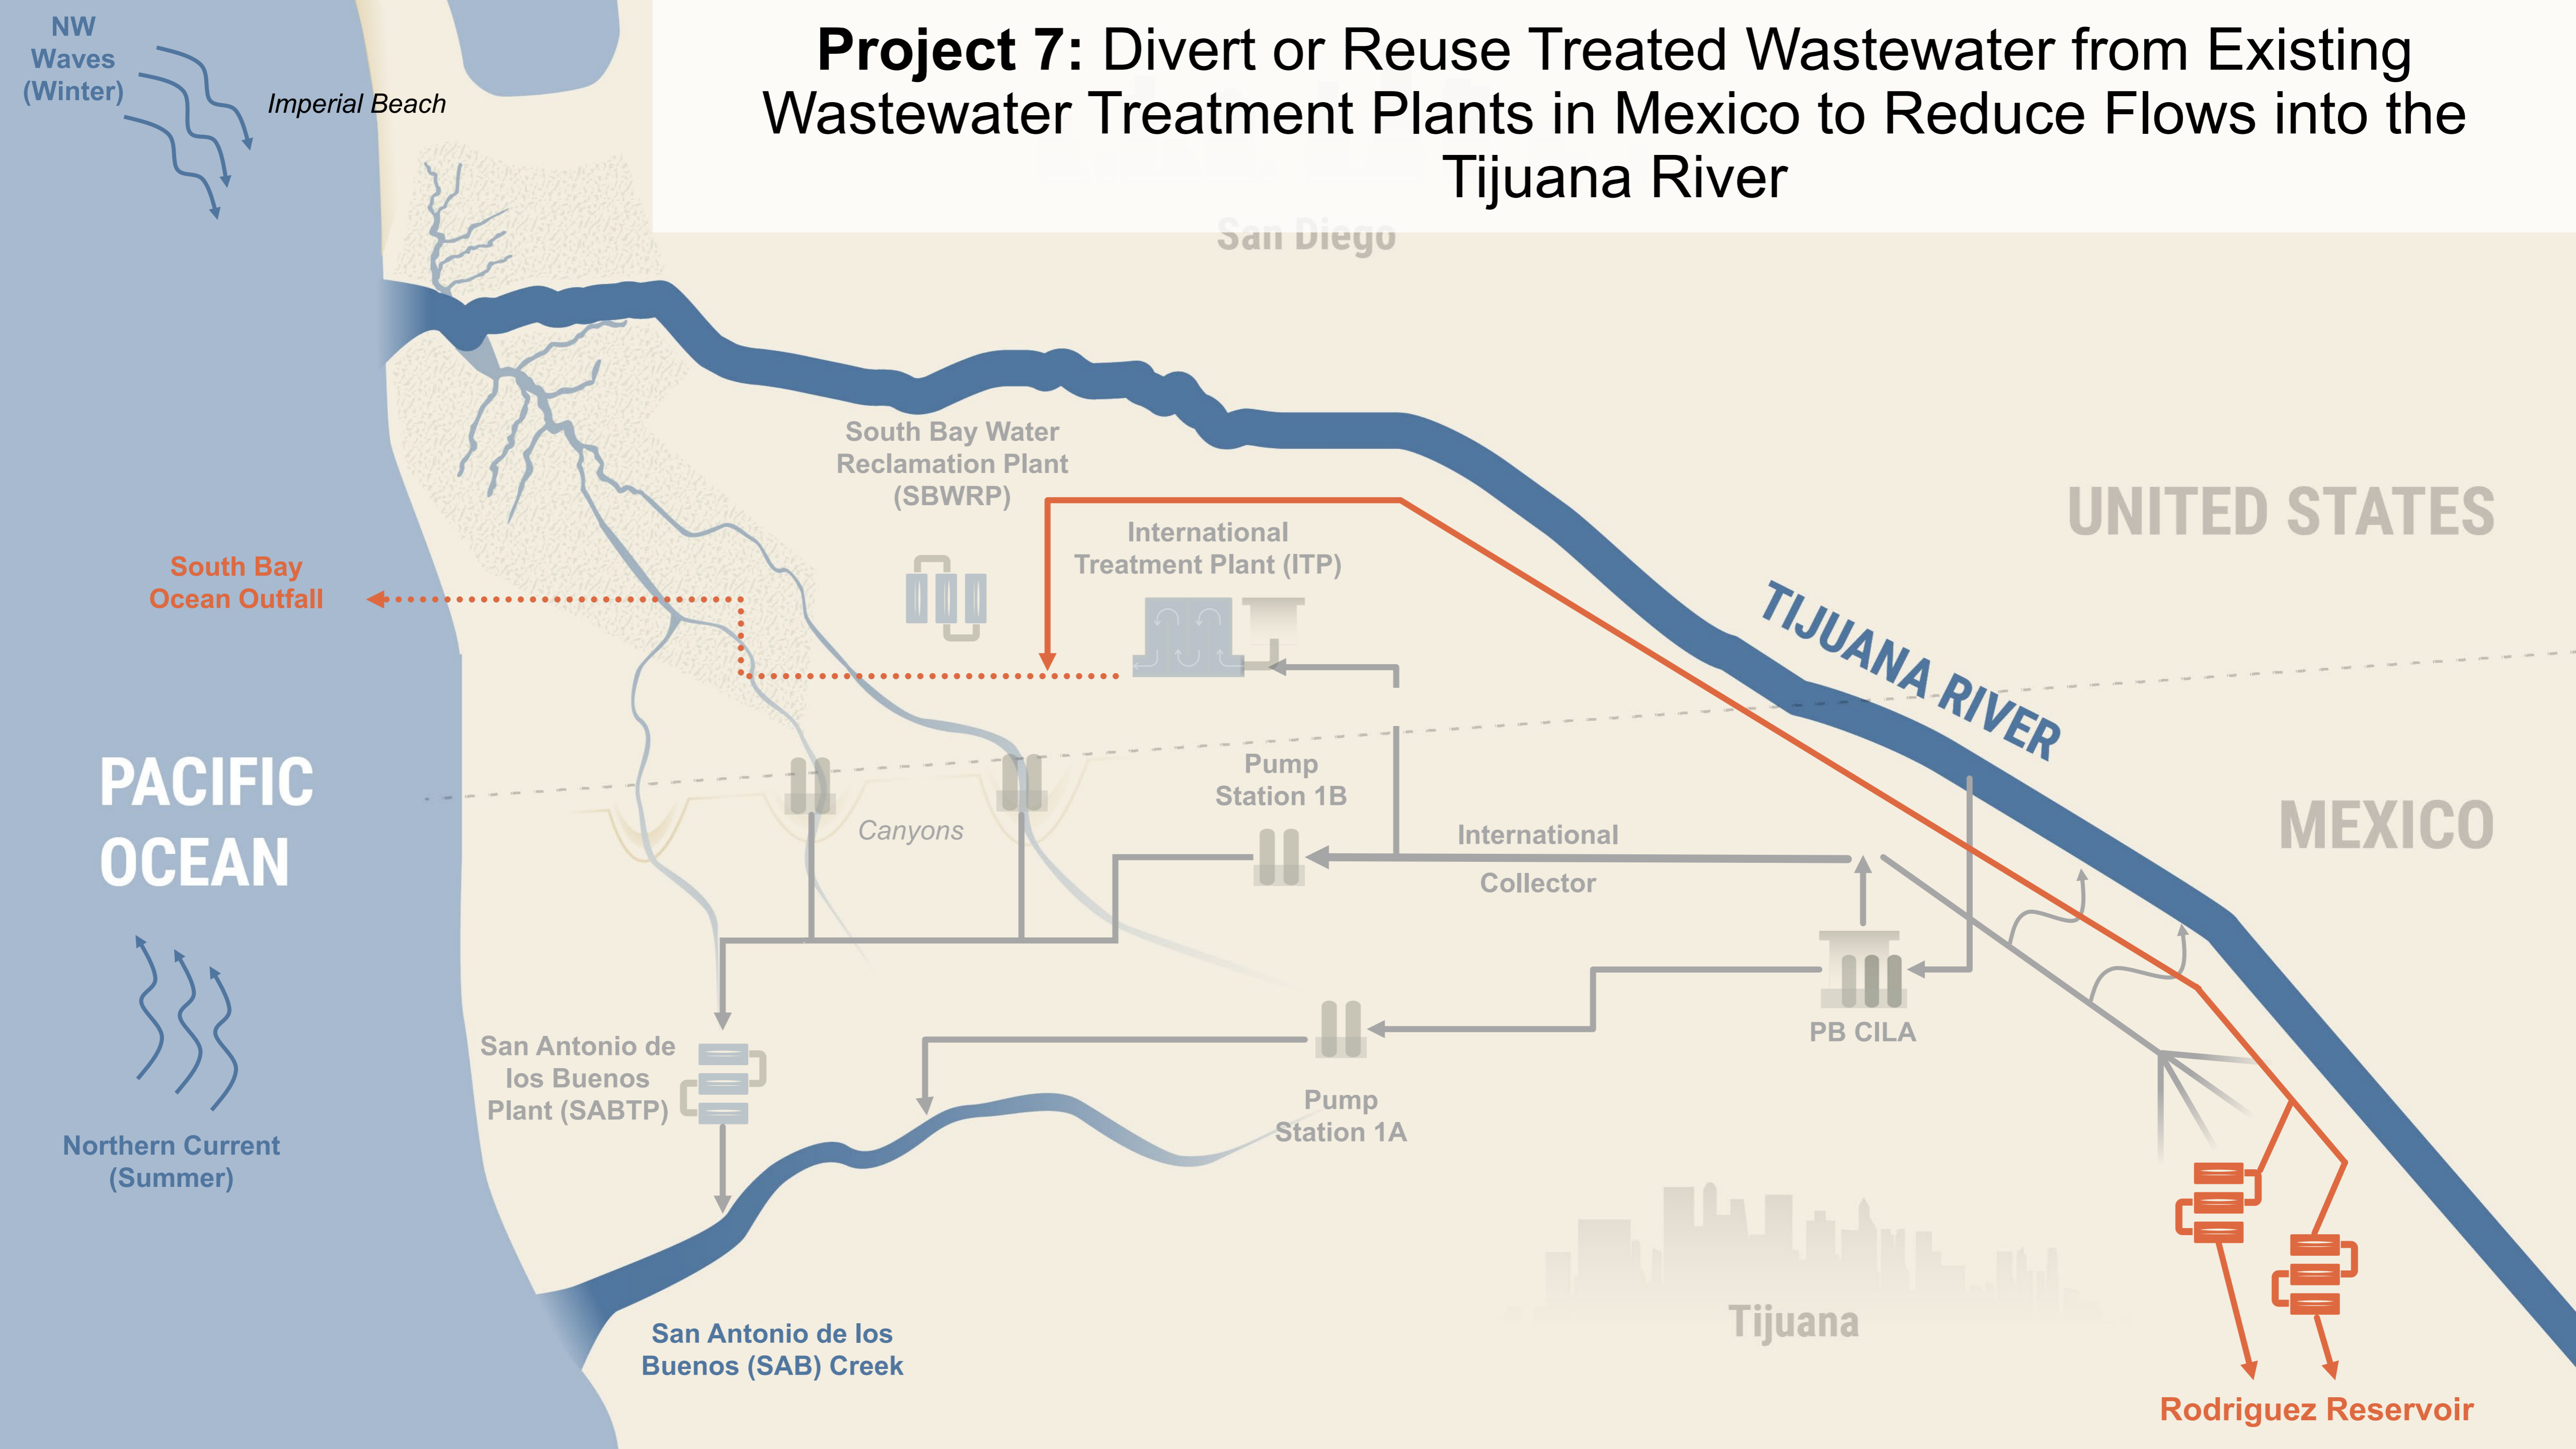 Project 7: Divert or Reuse Treated Wastewater from Existing
Wastewater Treatment Plants in Mexico to Reduce Flows into the
Tijuana River
NW
Waves
(Winter)
Imperial Beach
San Diego
South Bay Water
Reclamation Plant
(SBWRP)
International
Treatment Plant (ITP)
UNITED STATES
South Bay
Ocean Outfall
TIJUANA RIVER
PACIFIC
OCEAN
Pump
Station 1B
MEXICO
Canyons
International
Collector
PB CILA
San Antonio de
los Buenos
Plant (SABTP)
Pump
Station 1A
Northern Current
(Summer)
Tijuana
San Antonio de los
Buenos (SAB) Creek
Rodriguez Reservoir